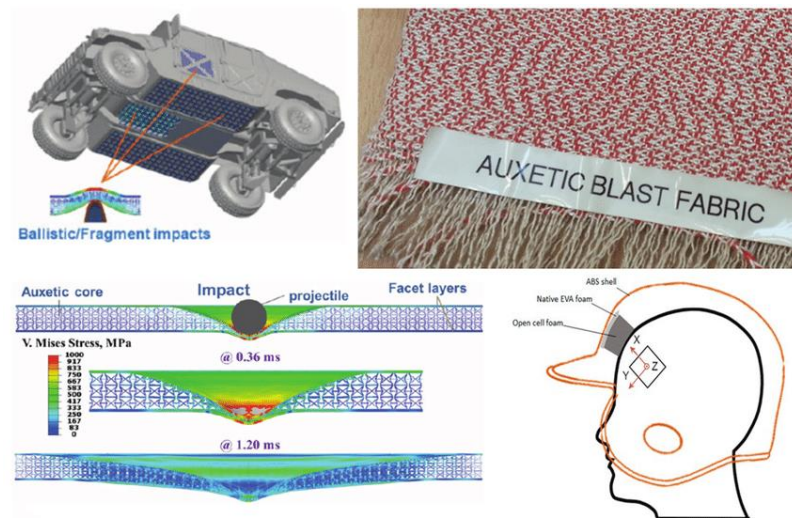 Ballistic/Fragment impacts
AUXETIC BLAST FABRIC
Auxetic core
Impact
projectile
Facet layers
V. Mises Stress, MPa
1000
917
833
750
667
583
500
417
333
250
167
83
0
@ 0.36 ms
@ 1.20 ms
ABS shell
Native EVA foam
Open cell foam
X
Y
Z